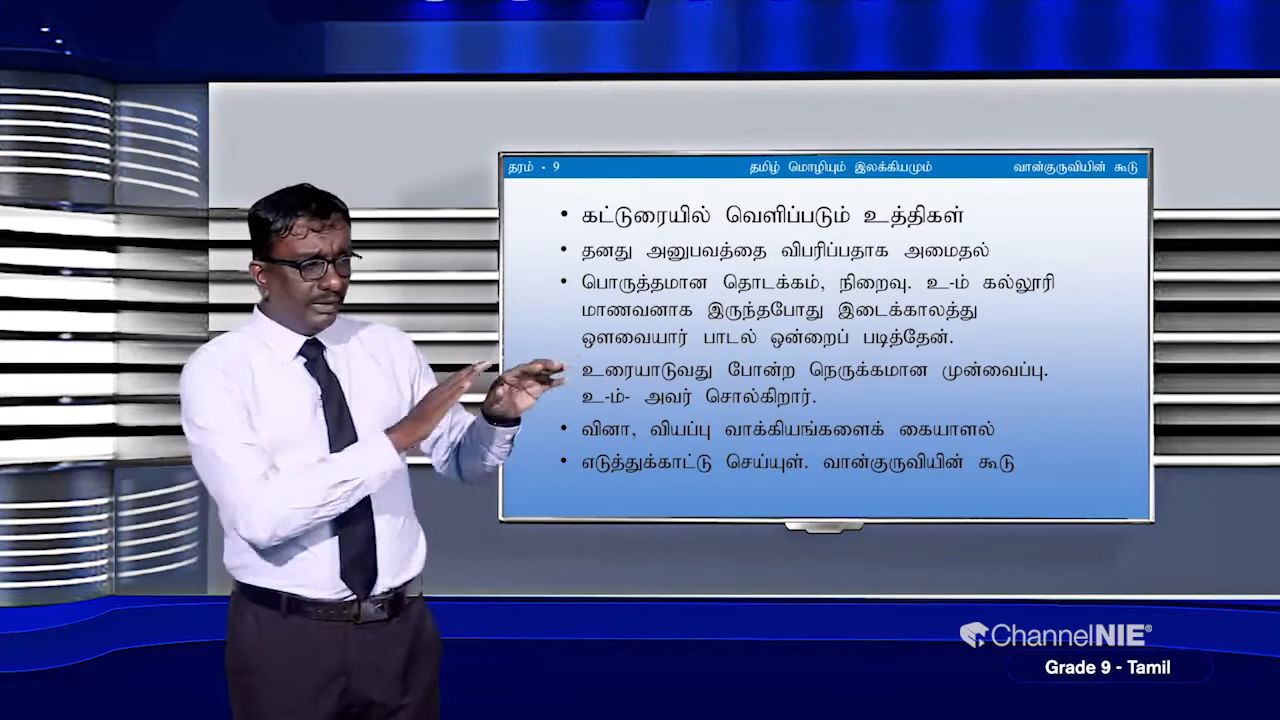 தரம் - 9 தமிழ் மொழியும் இலக்கியமும் வான்குருவியின் கூடு
• கட்டுரையில் வெளிப்படும் உத்திகள்
• தனது அனுபவத்தை விபரிப்பதாக அமைதல்
• பொருத்தமான தொடக்கம், நிறைவு. உ-ம் கல்லூரி
மாணவனாக இருந்தபோது இடைக்காலத்து
ஔவையார் பாடல் ஒன்றைப் படித்தேன்.
உரையாடுவது போன்ற நெருக்கமான முன்வைப்பு.
உ-ம்- அவர் சொல்கிறார்.
• வினா, வியப்பு வாக்கியங்களைக் கையாளல்
• எடுத்துக்காட்டு செய்யுள். வான்குருவியின் கூடு
ChannelNIE®
Grade 9 - Tamil